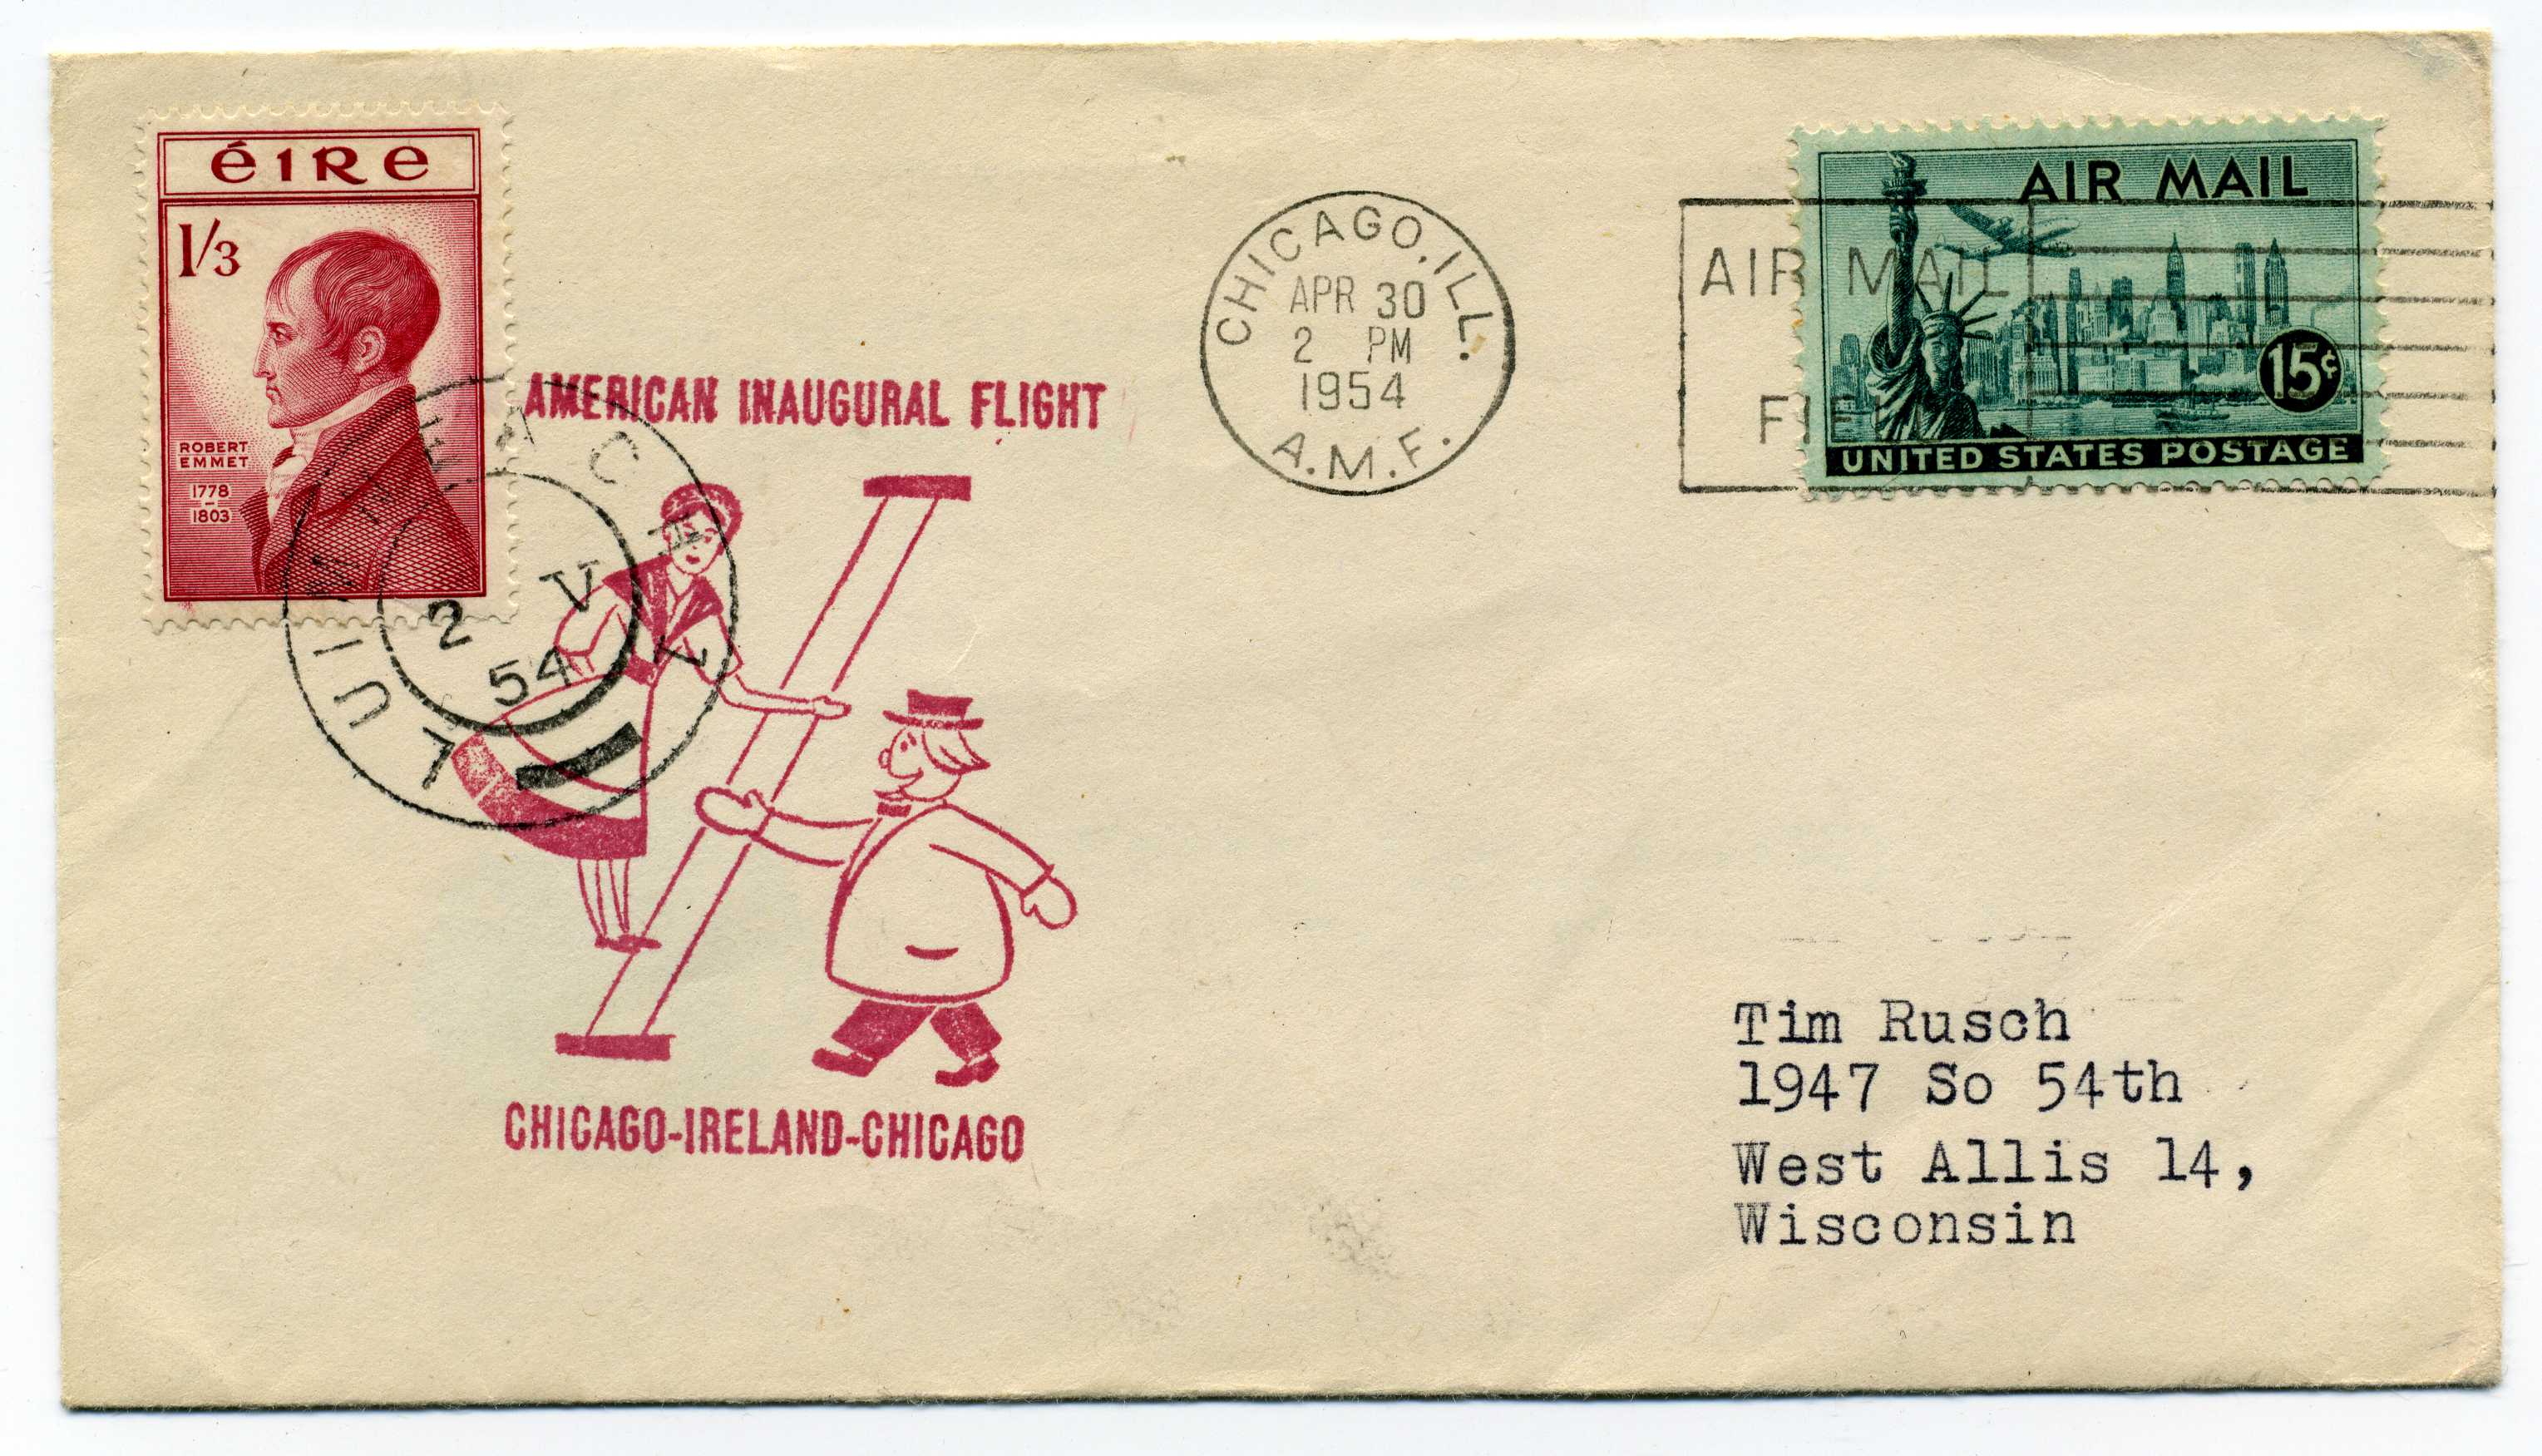 éire
1/3
ROBERT
EMMET
1778
–
1803
LUIMNEACH
2 V
54
AMERICAN INAUGURAL FLIGHT
CHICAGO-IRELAND-CHICAGO
CHICAGO, ILL.
APR 30
2 PM
1954
A.M.F.
AIR MAIL
AIR MAIL
15¢
UNITED STATES POSTAGE
Tim Rusch
1947 So 54th
West Allis 14,
Wisconsin